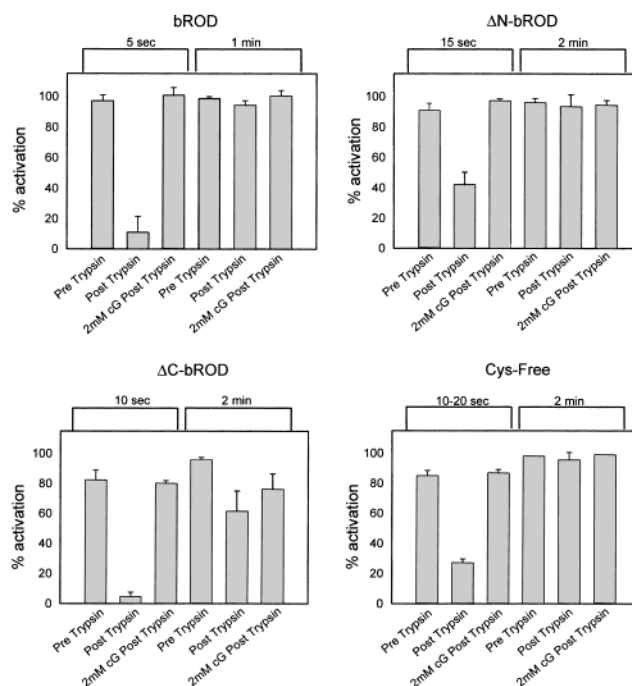 bROD
5 sec
1 min
% activation
100
80
60
40
20
0
Pre Trypsin
Post Trypsin
2mM cG Post Trypsin
Pre Trypsin
Post Trypsin
2mM cG Post Trypsin
ΔN-bROD
15 sec
2 min
% activation
100
80
60
40
20
0
Pre Trypsin
Post Trypsin
2mM cG Post Trypsin
Pre Trypsin
Post Trypsin
2mM cG Post Trypsin
ΔC-bROD
10 sec
2 min
% activation
100
80
60
40
20
0
Pre Trypsin
Post Trypsin
2mM cG Post Trypsin
Pre Trypsin
Post Trypsin
2mM cG Post Trypsin
Cys-Free
10-20 sec
2 min
% activation
100
80
60
40
20
0
Pre Trypsin
Post Trypsin
2mM cG Post Trypsin
Pre Trypsin
Post Trypsin
2mM cG Post Trypsin